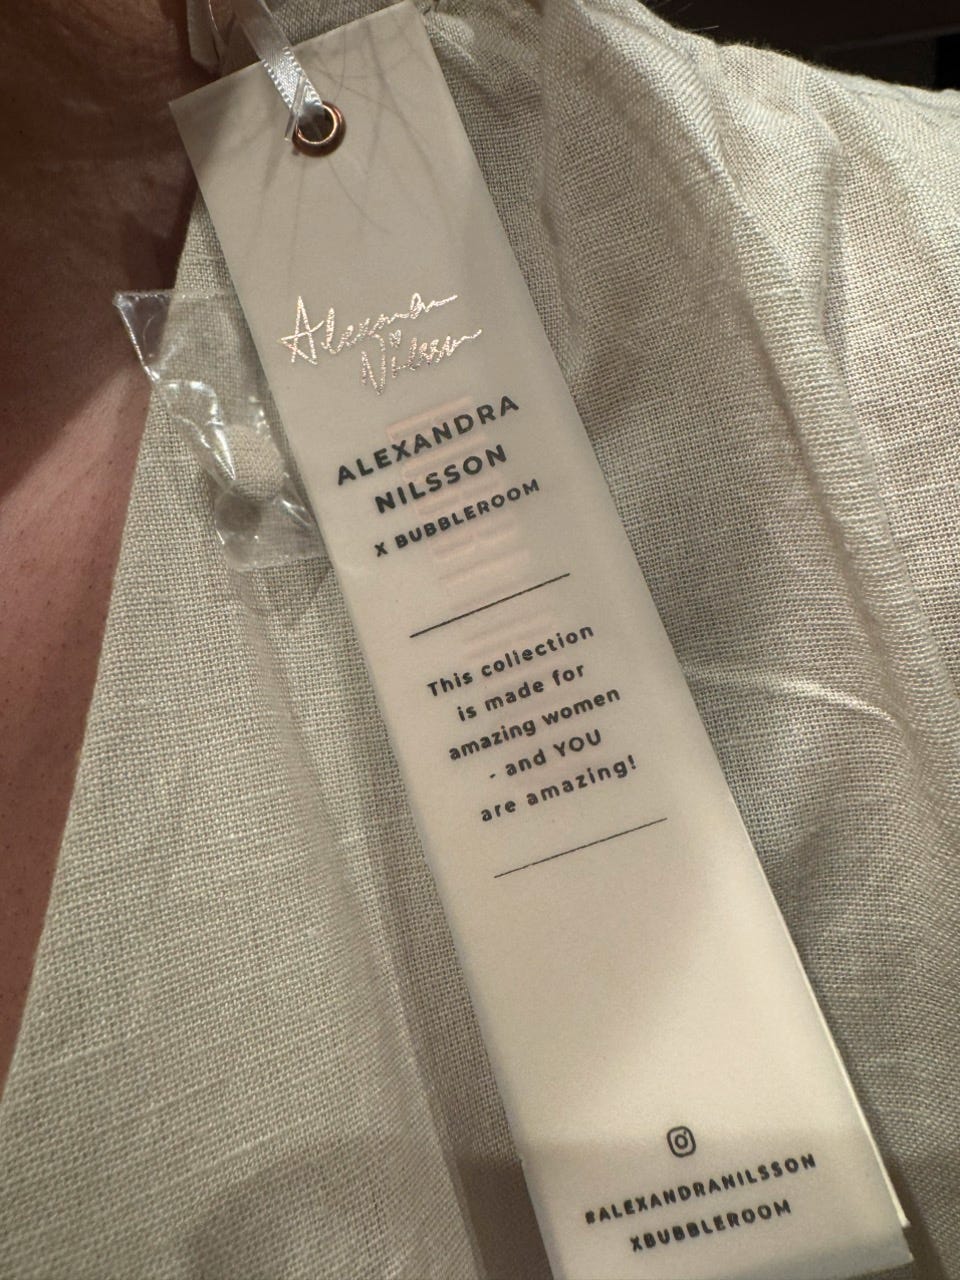 Alexandra
Nilsson
ALEXANDRA
NILSSON
X BUBBLEROOM
This collection
is made for
amazing women
- and YOU
are amazing!
#ALEXANDRANILSSON
XBUBBLEROOM